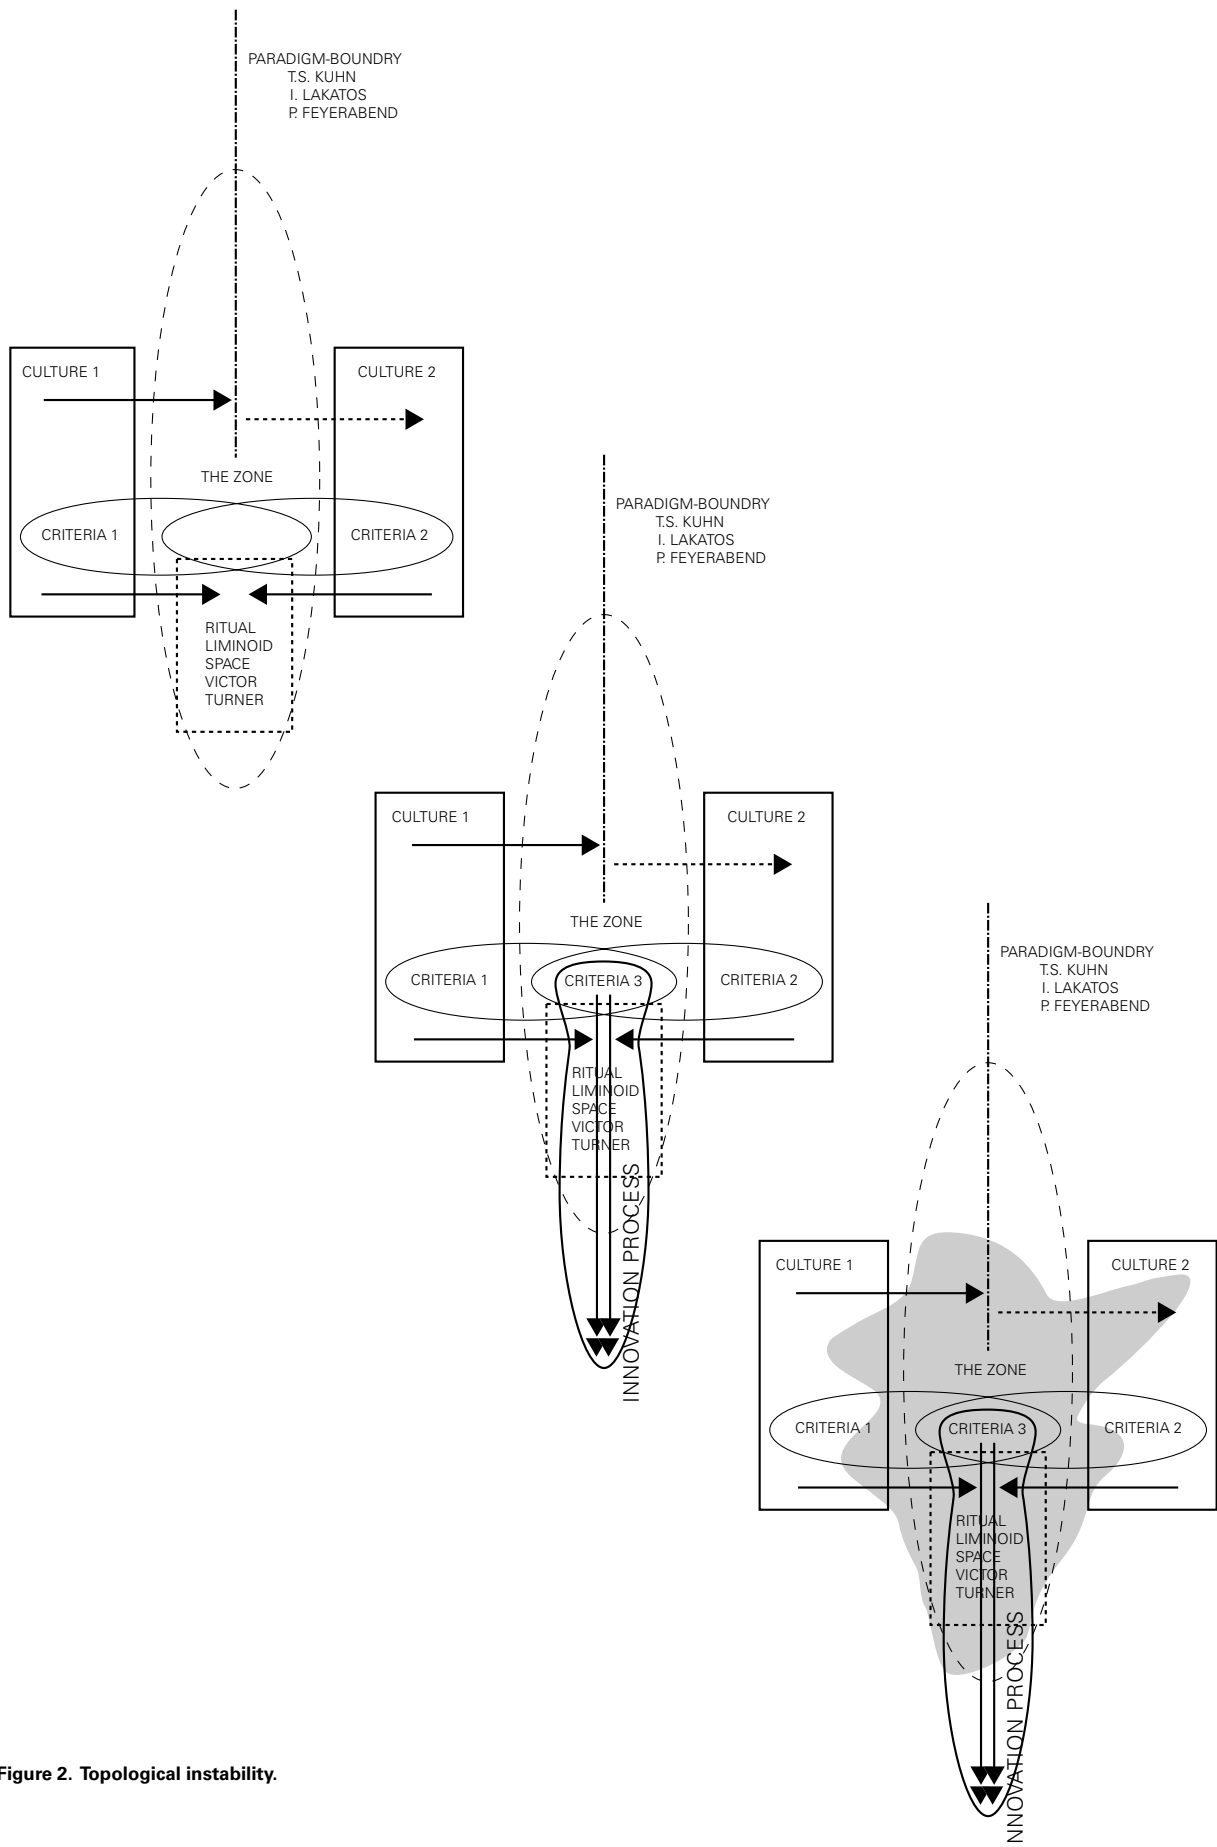 PARADIGM-BOUNDRY
T.S. KUHN
I. LAKATOS
P. FEYERABEND
CULTURE 1
CULTURE 2
THE ZONE
CRITERIA 1
CRITERIA 2
RITUAL
LIMINOID
SPACE
VICTOR
TURNER
PARADIGM-BOUNDRY
T.S. KUHN
I. LAKATOS
P. FEYERABEND
CULTURE 1
CULTURE 2
THE ZONE
CRITERIA 1
CRITERIA 3
CRITERIA 2
RITUAL
LIMINOID
SPACE
VICTOR
TURNER
INNOVATION PROCESS
PARADIGM-BOUNDRY
T.S. KUHN
I. LAKATOS
P. FEYERABEND
CULTURE 1
CULTURE 2
THE ZONE
CRITERIA 1
CRITERIA 3
CRITERIA 2
RITUAL
LIMINOID
SPACE
VICTOR
TURNER
NNOVATION PROCESS
Figure 2. Topological instability.